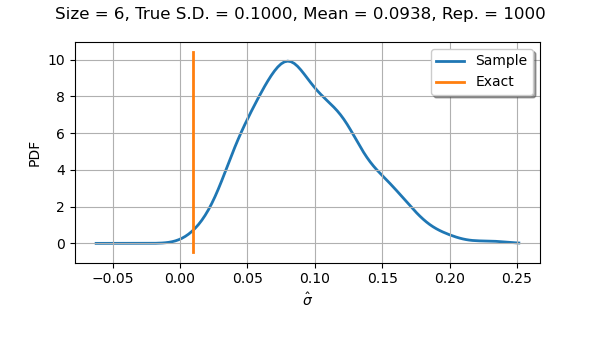 Size = 6, True S.D. = 0.1000, Mean = 0.0938, Rep. = 1000
Sample
Exact
10
8
6
4
2
0
PDF
−0.05 0.00 0.05 0.10 0.15 0.20 0.25
σ̂